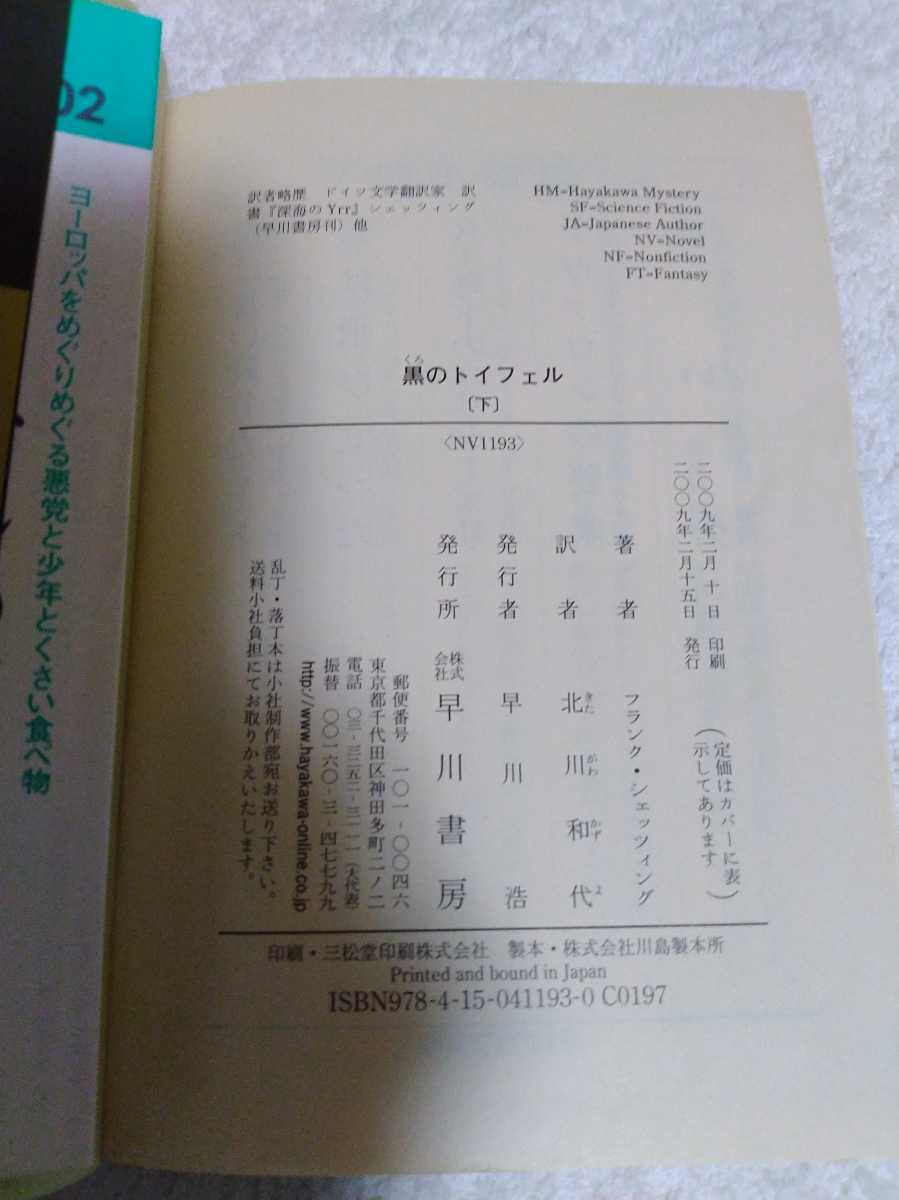 02
ヨーロッパをめぐりめぐる悪党と少年とくさい食べ物
訳者略歴　ドイツ文学翻訳家　訳
書『深海のYrr』シェッツィング
（早川書房刊）他
HM=Hayakawa Mystery
SF=Science Fiction
JA=Japanese Author
NV=Novel
NF=Nonfiction
FT=Fantasy
くろ
黒のトイフェル
〔下〕
〈NV1193〉
二〇〇九年二月　十　日　印刷
二〇〇九年二月十五日　発行
（定価はカバーに表
示してあります）
著者　フランク・シェッツィング
訳者　北川和代
きた　がわ　かず　よ
発行者　早川　浩
発行所　株式会社　早川書房
郵便番号　一〇一‐〇〇四六
東京都千代田区神田多町二ノ二
電話　〇三‐三二五二‐三一一一（大代表）
振替　〇〇一六〇‐三‐四七七九九
http://www.hayakawa-online.co.jp
乱丁・落丁本は小社制作部宛お送り下さい。
送料小社負担にてお取りかえいたします。
印刷・三松堂印刷株式会社　製本・株式会社川島製本所
Printed and bound in Japan
ISBN978-4-15-041193-0 C0197